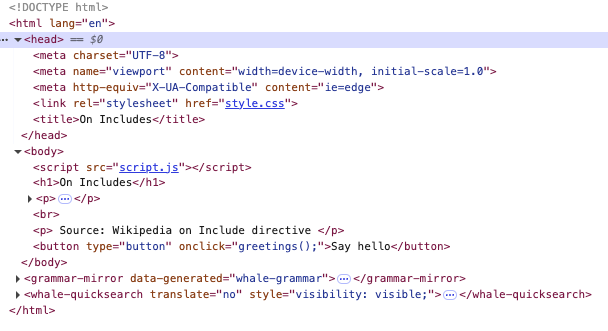 <!DOCTYPE html>
<html lang="en">
··· ▼<head> == $0
<meta charset="UTF-8">
<meta name="viewport" content="width=device-width, initial-scale=1.0">
<meta http-equiv="X-UA-Compatible" content="ie=edge">
<link rel="stylesheet" href="style.css">
<title>On Includes</title>
</head>
▼<body>
<script src="script.js"></script>
<h1>On Includes</h1>
▶<p>···</p>
<br>
<p> Source: Wikipedia on Include directive </p>
<button type="button" onclick="greetings();">Say hello</button>
</body>
▶<grammar-mirror data-generated="whale-grammar">···</grammar-mirror>
▶<whale-quicksearch translate="no" style="visibility: visible;">···</whale-quicksearch>
</html>